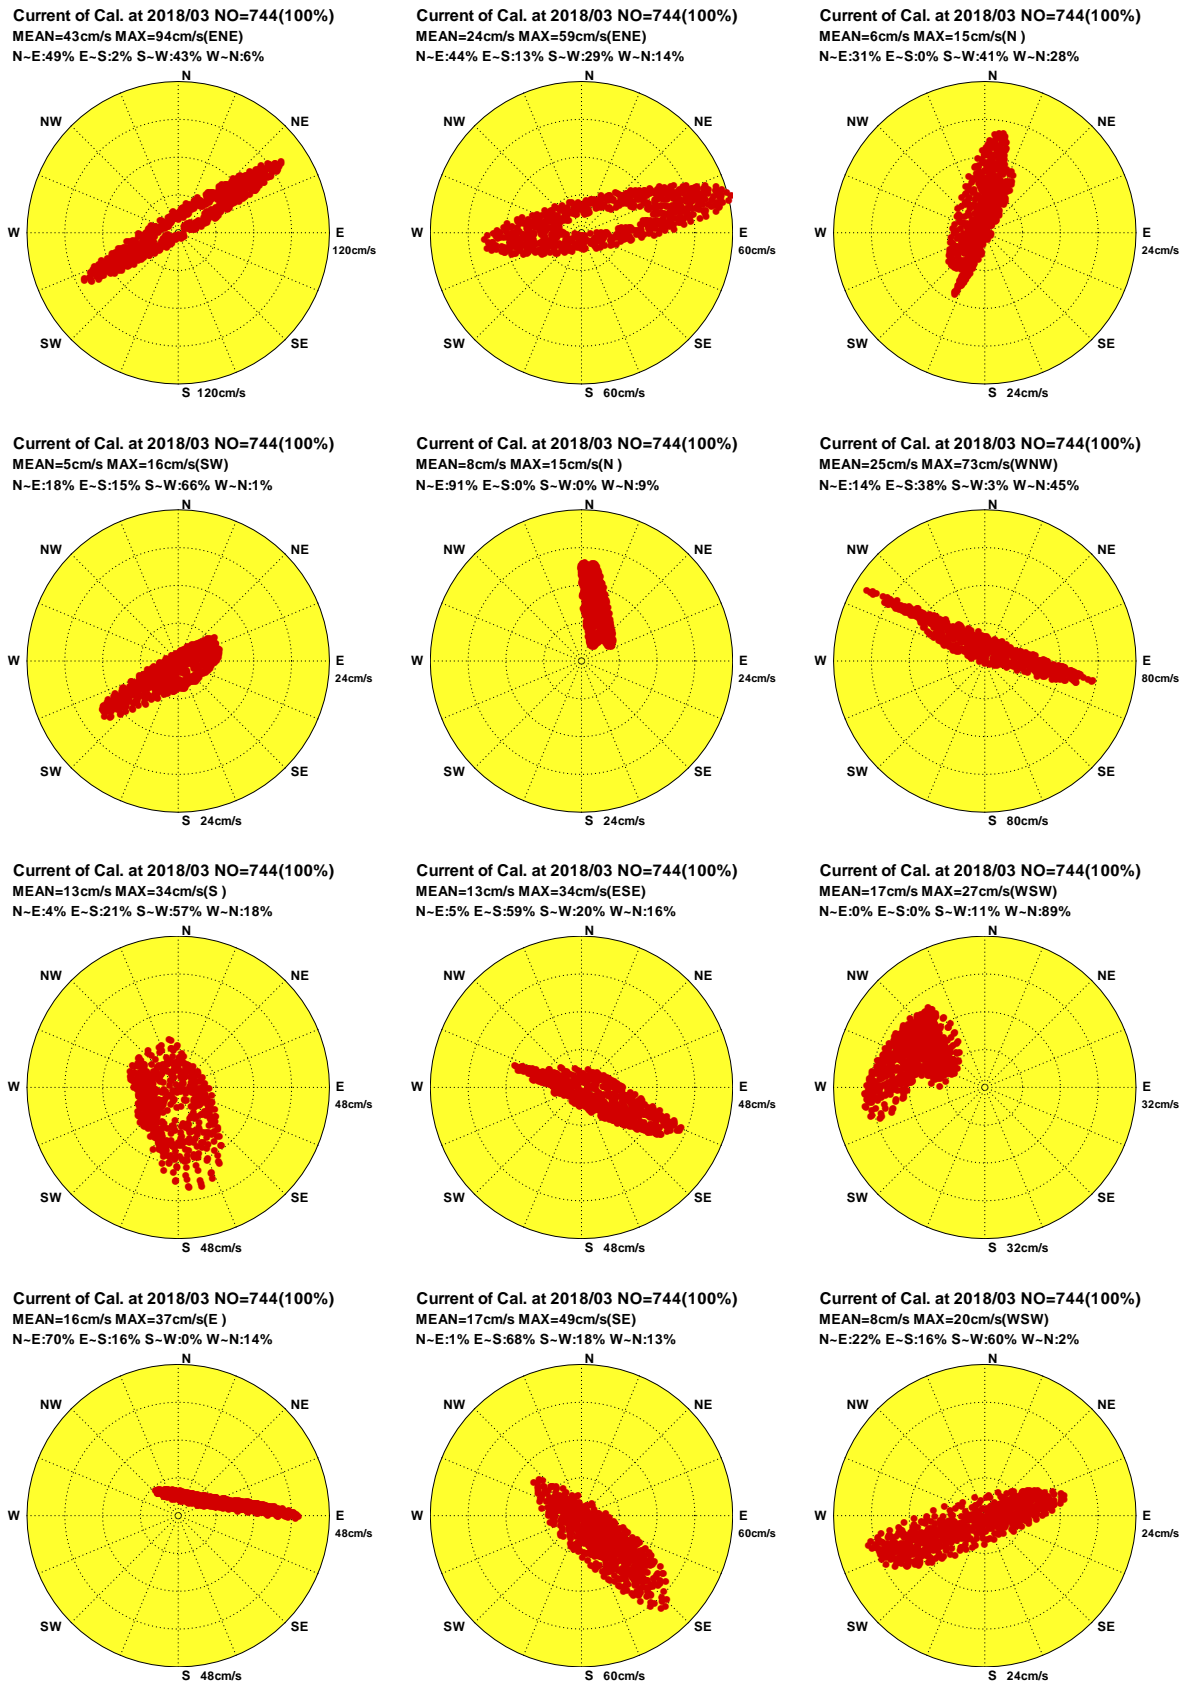 Current of Cal. at 2018/03 NO=744(100%)
MEAN=43cm/s MAX=94cm/s(ENE)
N~E:49% E~S:2% S~W:43% W~N:6%
N
NW
NE
W
E
120cm/s
SW
SE
S 120cm/s
Current of Cal. at 2018/03 NO=744(100%)
MEAN=24cm/s MAX=59cm/s(ENE)
N~E:44% E~S:13% S~W:29% W~N:14%
N
NW
NE
W
E
60cm/s
SW
SE
S 60cm/s
Current of Cal. at 2018/03 NO=744(100%)
MEAN=6cm/s MAX=15cm/s(N )
N~E:31% E~S:0% S~W:41% W~N:28%
N
NW
NE
W
E
24cm/s
SW
SE
S 24cm/s
Current of Cal. at 2018/03 NO=744(100%)
MEAN=5cm/s MAX=16cm/s(SW)
N~E:18% E~S:15% S~W:66% W~N:1%
N
NW
NE
W
E
24cm/s
SW
SE
S 24cm/s
Current of Cal. at 2018/03 NO=744(100%)
MEAN=8cm/s MAX=15cm/s(N )
N~E:91% E~S:0% S~W:0% W~N:9%
N
NW
NE
W
E
24cm/s
SW
SE
S 24cm/s
Current of Cal. at 2018/03 NO=744(100%)
MEAN=25cm/s MAX=73cm/s(WNW)
N~E:14% E~S:38% S~W:3% W~N:45%
N
NW
NE
W
E
80cm/s
SW
SE
S 80cm/s
Current of Cal. at 2018/03 NO=744(100%)
MEAN=13cm/s MAX=34cm/s(S )
N~E:4% E~S:21% S~W:57% W~N:18%
N
NW
NE
W
E
48cm/s
SW
SE
S 48cm/s
Current of Cal. at 2018/03 NO=744(100%)
MEAN=13cm/s MAX=34cm/s(ESE)
N~E:5% E~S:59% S~W:20% W~N:16%
N
NW
NE
W
E
48cm/s
SW
SE
S 48cm/s
Current of Cal. at 2018/03 NO=744(100%)
MEAN=17cm/s MAX=27cm/s(WSW)
N~E:0% E~S:0% S~W:11% W~N:89%
N
NW
NE
W
E
32cm/s
SW
SE
S 32cm/s
Current of Cal. at 2018/03 NO=744(100%)
MEAN=16cm/s MAX=37cm/s(E )
N~E:70% E~S:16% S~W:0% W~N:14%
N
NW
NE
W
E
48cm/s
SW
SE
S 48cm/s
Current of Cal. at 2018/03 NO=744(100%)
MEAN=17cm/s MAX=49cm/s(SE)
N~E:1% E~S:68% S~W:18% W~N:13%
N
NW
NE
W
E
60cm/s
SW
SE
S 60cm/s
Current of Cal. at 2018/03 NO=744(100%)
MEAN=8cm/s MAX=20cm/s(WSW)
N~E:22% E~S:16% S~W:60% W~N:2%
N
NW
NE
W
E
24cm/s
SW
SE
S 24cm/s